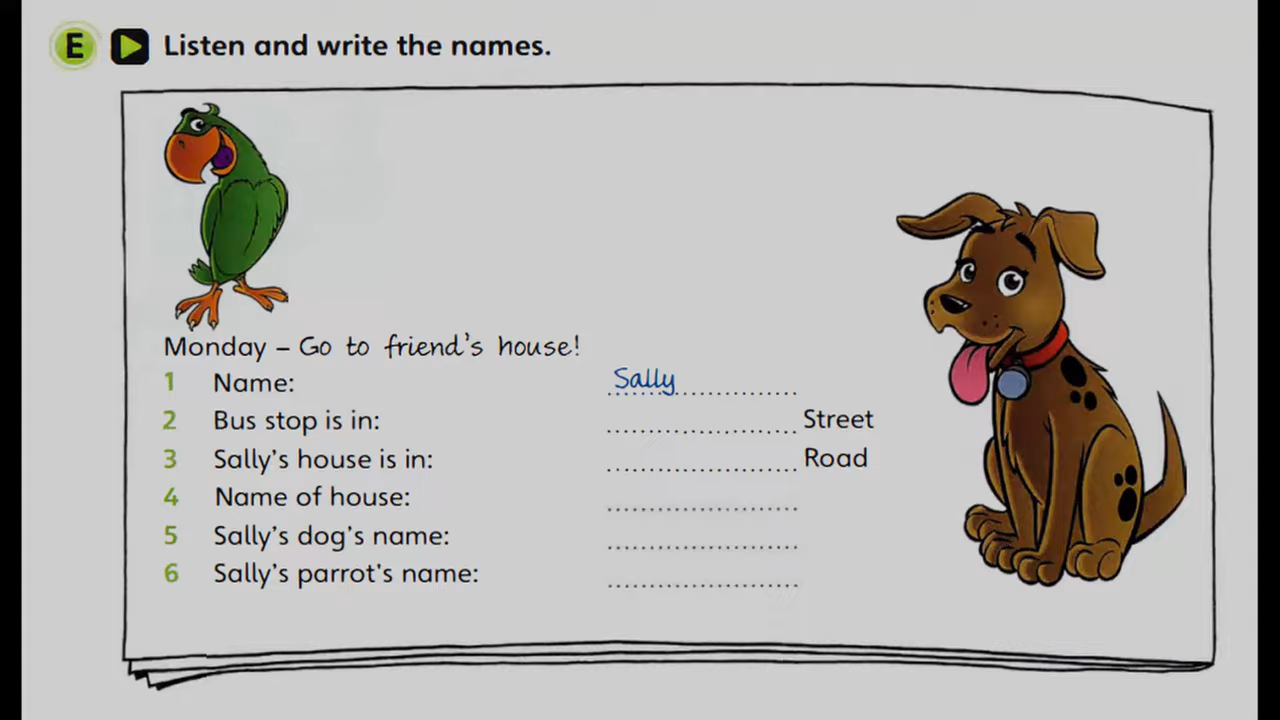 E Listen and write the names.
Monday – Go to friend's house!
1 Name: Sally
2 Bus stop is in: Street
3 Sally's house is in: Road
4 Name of house:
5 Sally's dog's name:
6 Sally's parrot's name: